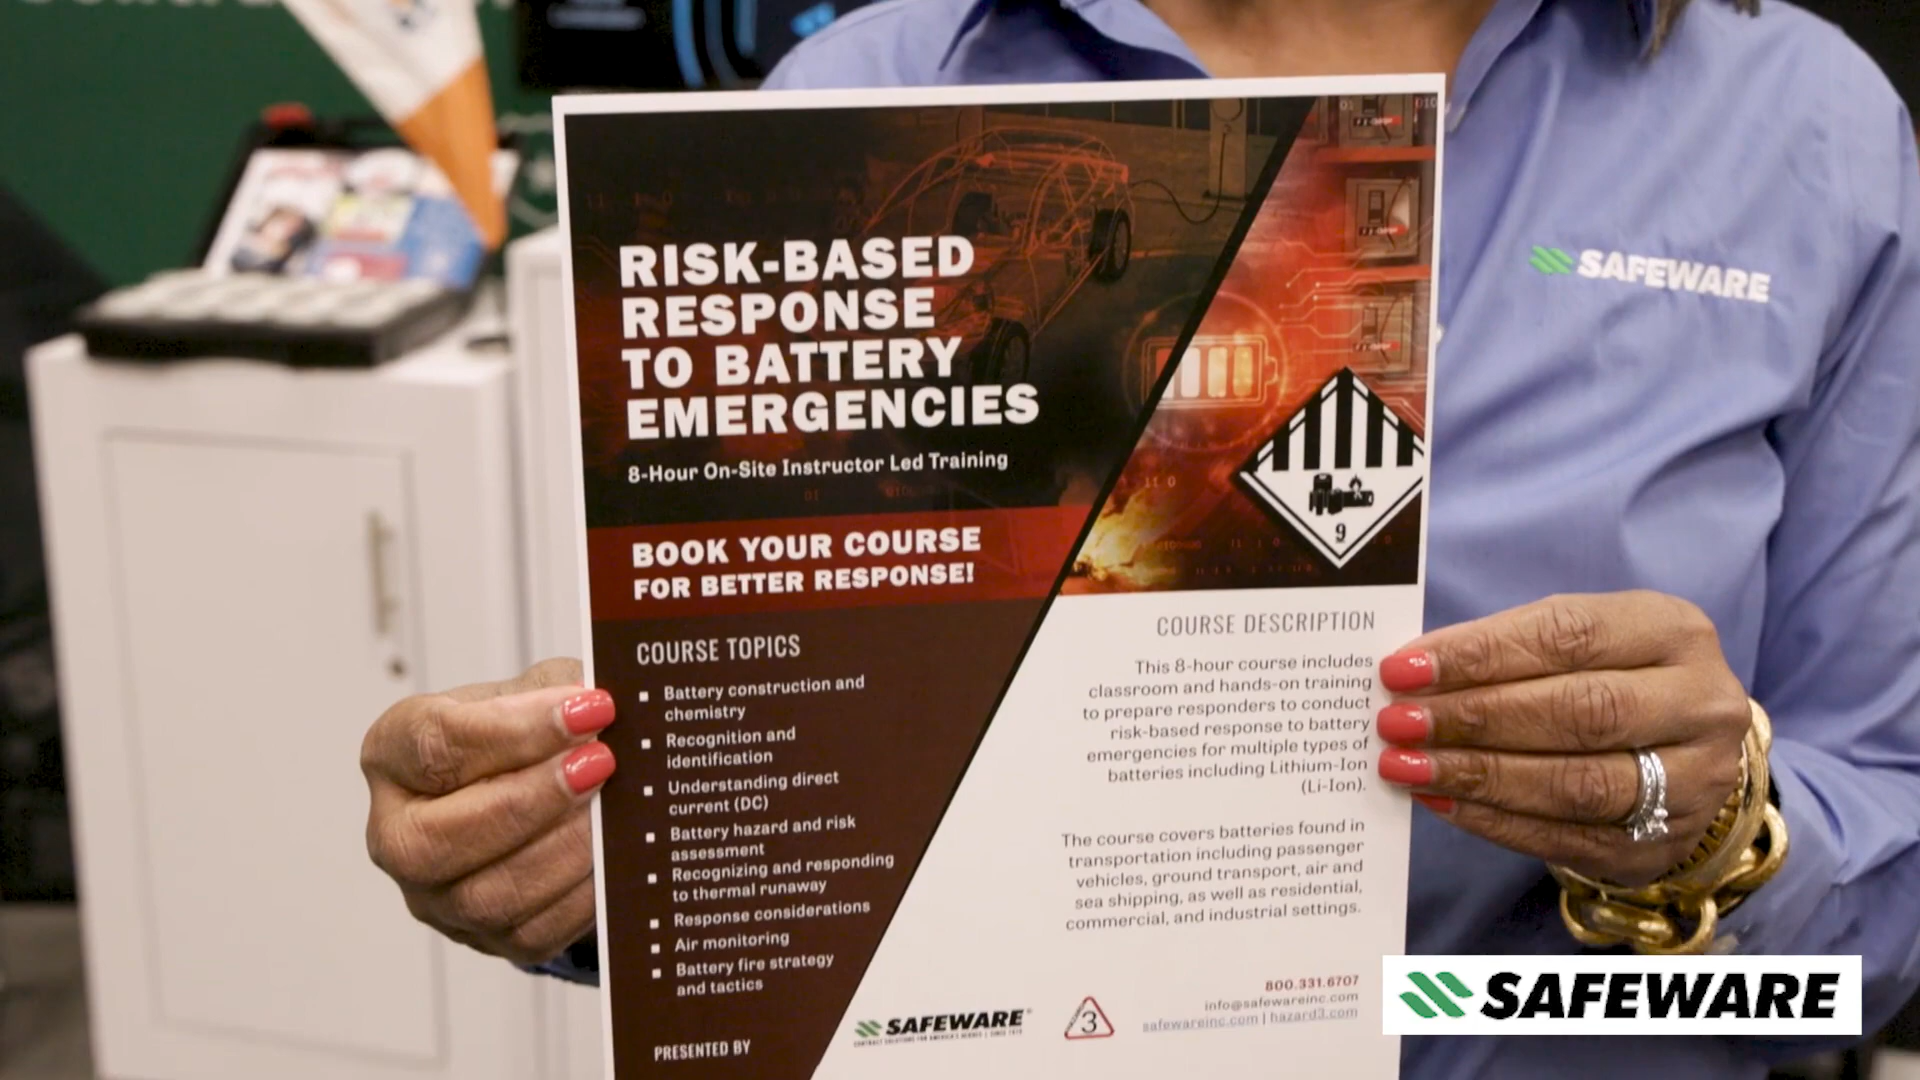 RISK-BASED
RESPONSE
TO BATTERY
EMERGENCIES
8-Hour On-Site Instructor Led Training
BOOK YOUR COURSE
FOR BETTER RESPONSE!
COURSE TOPICS
▪ Battery construction and
chemistry
▪ Recognition and
identification
▪ Understanding direct
current (DC)
▪ Battery hazard and risk
assessment
▪ Recognizing and responding
to thermal runaway
▪ Response considerations
▪ Air monitoring
▪ Battery fire strategy
and tactics
PRESENTED BY
9
COURSE DESCRIPTION
This 8-hour course includes
classroom and hands-on training
to prepare responders to conduct
risk-based response to battery
emergencies for multiple types of
batteries including Lithium-Ion
(Li-Ion).
The course covers batteries found in
transportation including passenger
vehicles, ground transport, air and
sea shipping, as well as residential,
commercial, and industrial settings.
SAFEWARE
3
800.331.6707
info@safewareinc.com
safewareinc.com | hazard3.com
SAFEWARE
SAFEWARE